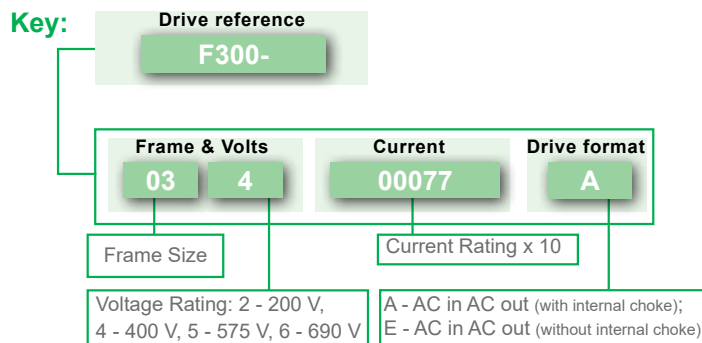 Key:
Drive reference
F300-
Frame & Volts
Current
Drive format
03
4
00077
A
Frame Size
Current Rating x 10
Voltage Rating: 2 - 200 V,
4 - 400 V, 5 - 575 V, 6 - 690 V
A - AC in AC out (with internal choke);
E - AC in AC out (without internal choke)